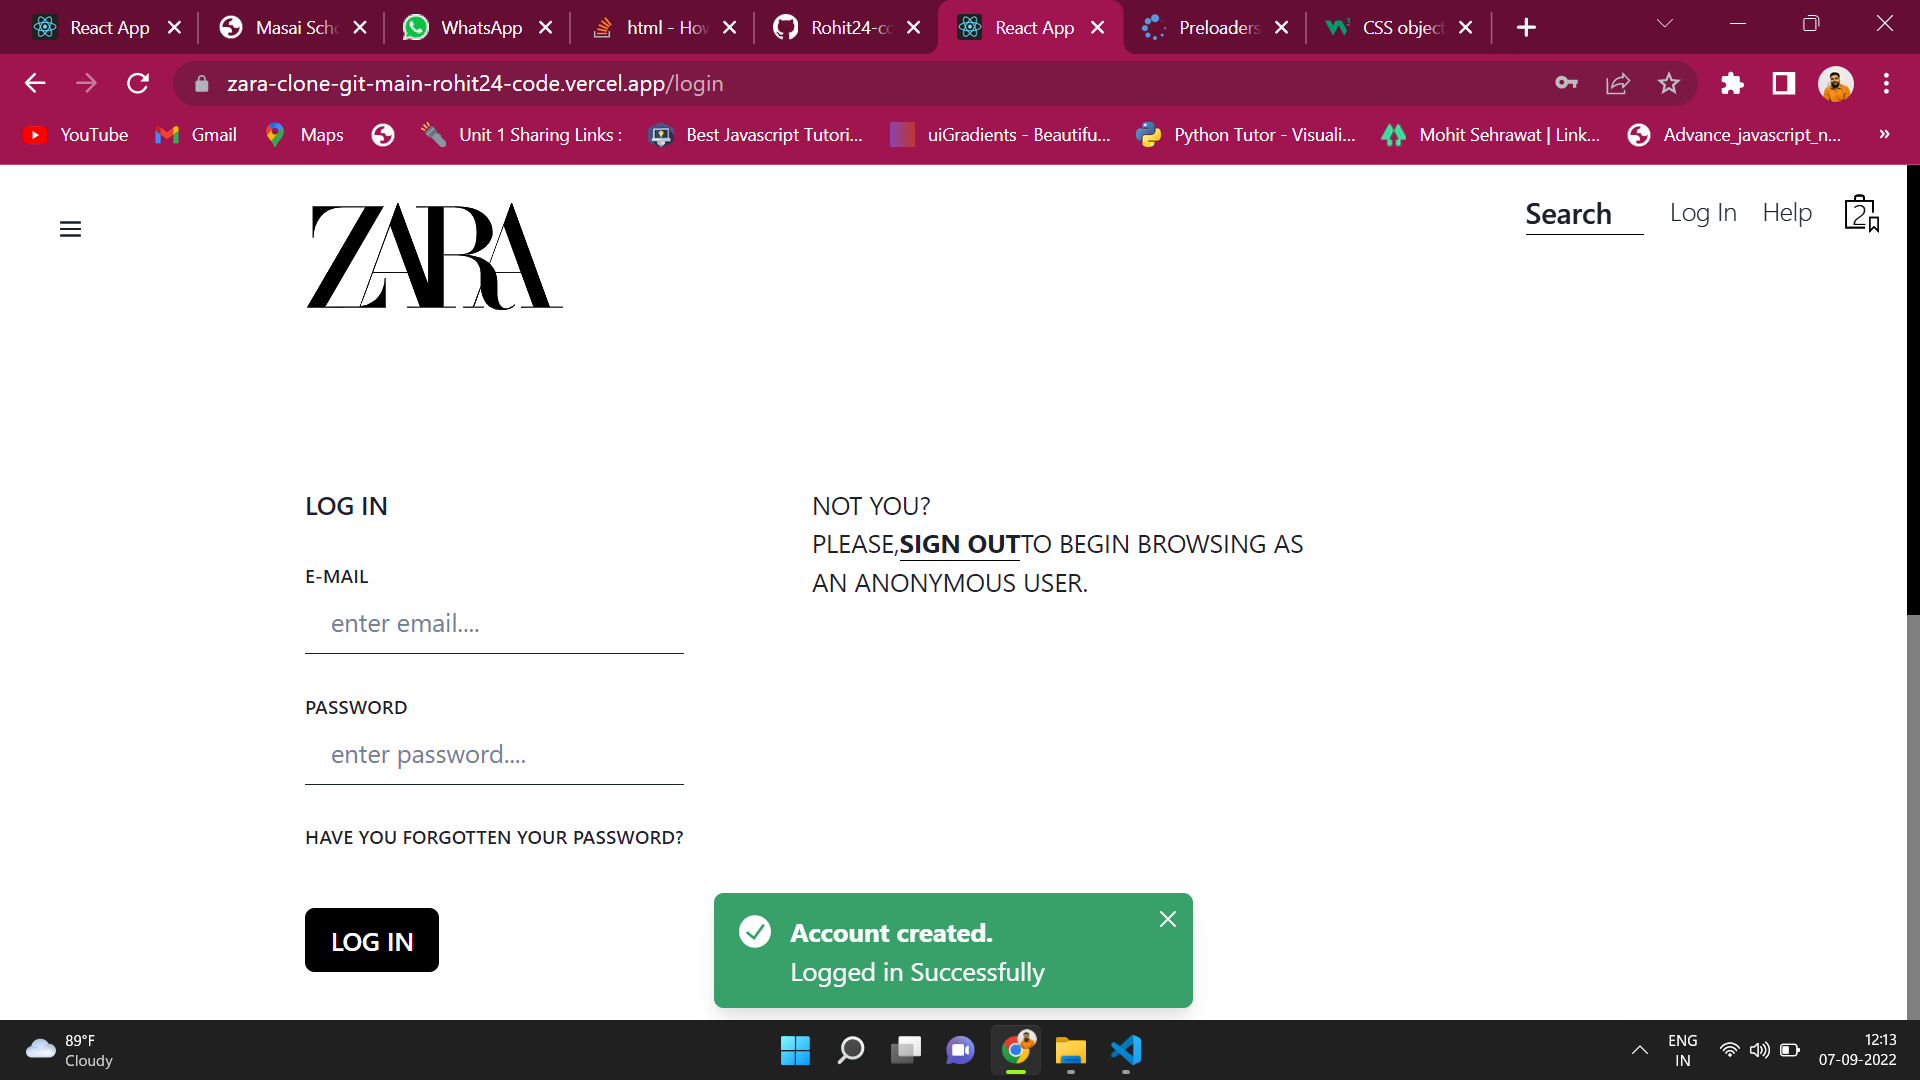 React App
Masai Sch
WhatsApp
html - How
Rohit24-co
React App
Preloaders
CSS object
zara-clone-git-main-rohit24-code.vercel.app/login
YouTube
Gmail
Maps
Unit 1 Sharing Links :
Best Javascript Tutori...
uiGradients - Beautifu...
Python Tutor - Visuali...
Mohit Sehrawat | Link...
Advance_javascript_n...
»
ZARA
Search
Log In
Help
2
LOG IN
NOT YOU?
PLEASE,SIGN OUTTO BEGIN BROWSING AS
AN ANONYMOUS USER.
E-MAIL
enter email....
PASSWORD
enter password....
HAVE YOU FORGOTTEN YOUR PASSWORD?
LOG IN
Account created.
Logged in Successfully
89°F
Cloudy
ENG
IN
12:13
07-09-2022